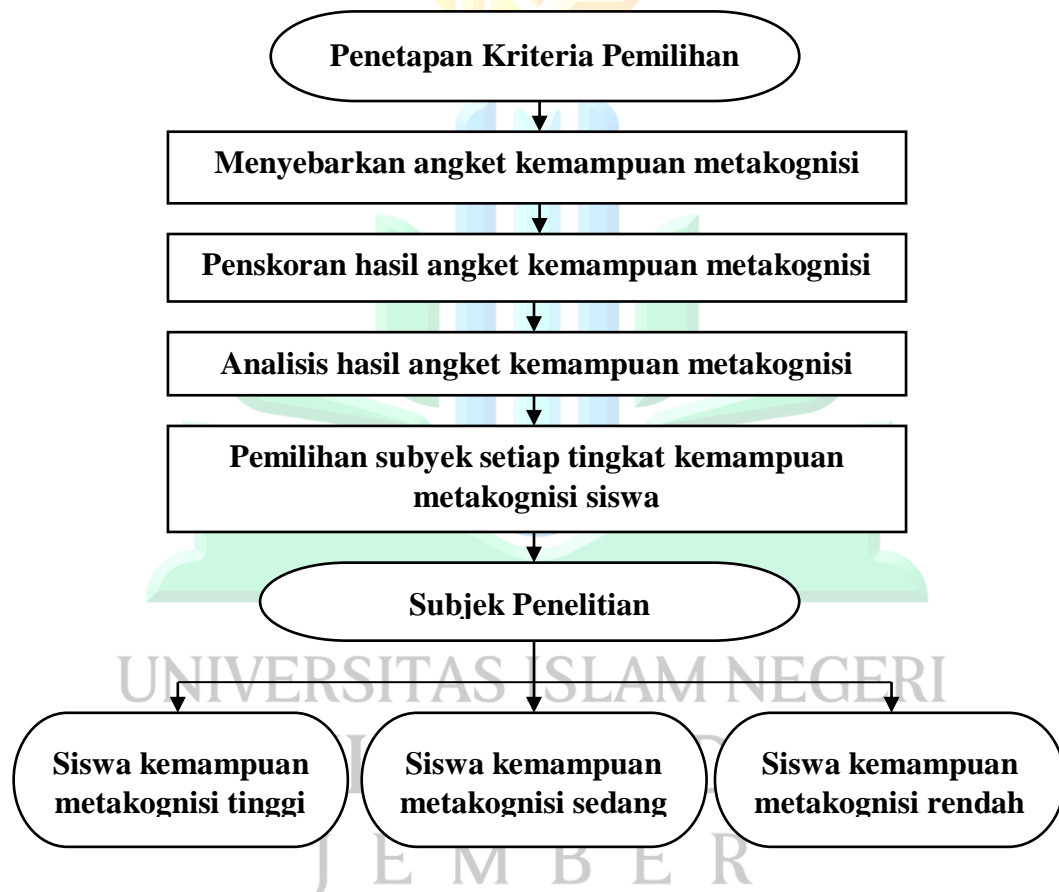 Penetapan Kriteria Pemilihan
Menyebarkan angket kemampuan metakognisi
Penskoran hasil angket kemampuan metakognisi
Analisis hasil angket kemampuan metakognisi
Pemilihan subyek setiap tingkat kemampuan
metakognisi siswa
Subjek Penelitian
UNIVERSITAS ISLAM NEGERI
Siswa kemampuan
metakognisi tinggi
Siswa kemampuan
metakognisi sedang
Siswa kemampuan
metakognisi rendah
JEMBER